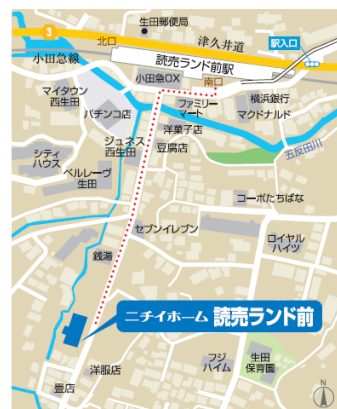 生田郵便局
津久井道
3
北口
読売ランド前駅
駅入口
小田急線
小田急OX
南口
マイタウン
西生田
パチンコ店
ファミリー
マート
横浜銀行
マクドナルド
ジュネス
西生田
洋菓子店
豆腐店
五反田川
シティ
ハウス
ベルレーヴ
生田
コーポたちばな
セブンイレブン
ロイヤル
ハイツ
銭湯
ニチイホーム 読売ランド前
洋服店
畳店
フジ
ハイム
生田
保育園
N